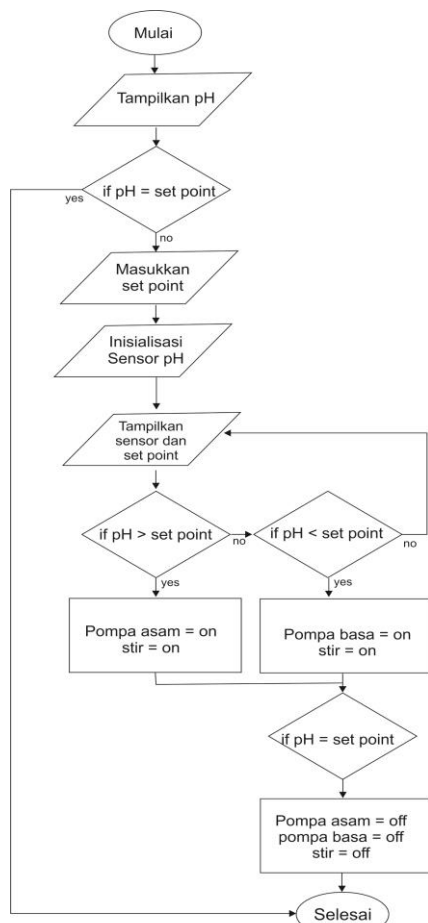 Mulai
Tampilkan pH
if pH = set point
yes
no
Masukkan
set point
Inisialisasi
Sensor pH
Tampilkan
sensor dan
set point
if pH > set point
no
if pH < set point
no
yes
yes
Pompa asam = on
stir = on
Pompa basa = on
stir = on
if pH = set point
Pompa asam = off
pompa basa = off
stir = off
Selesai